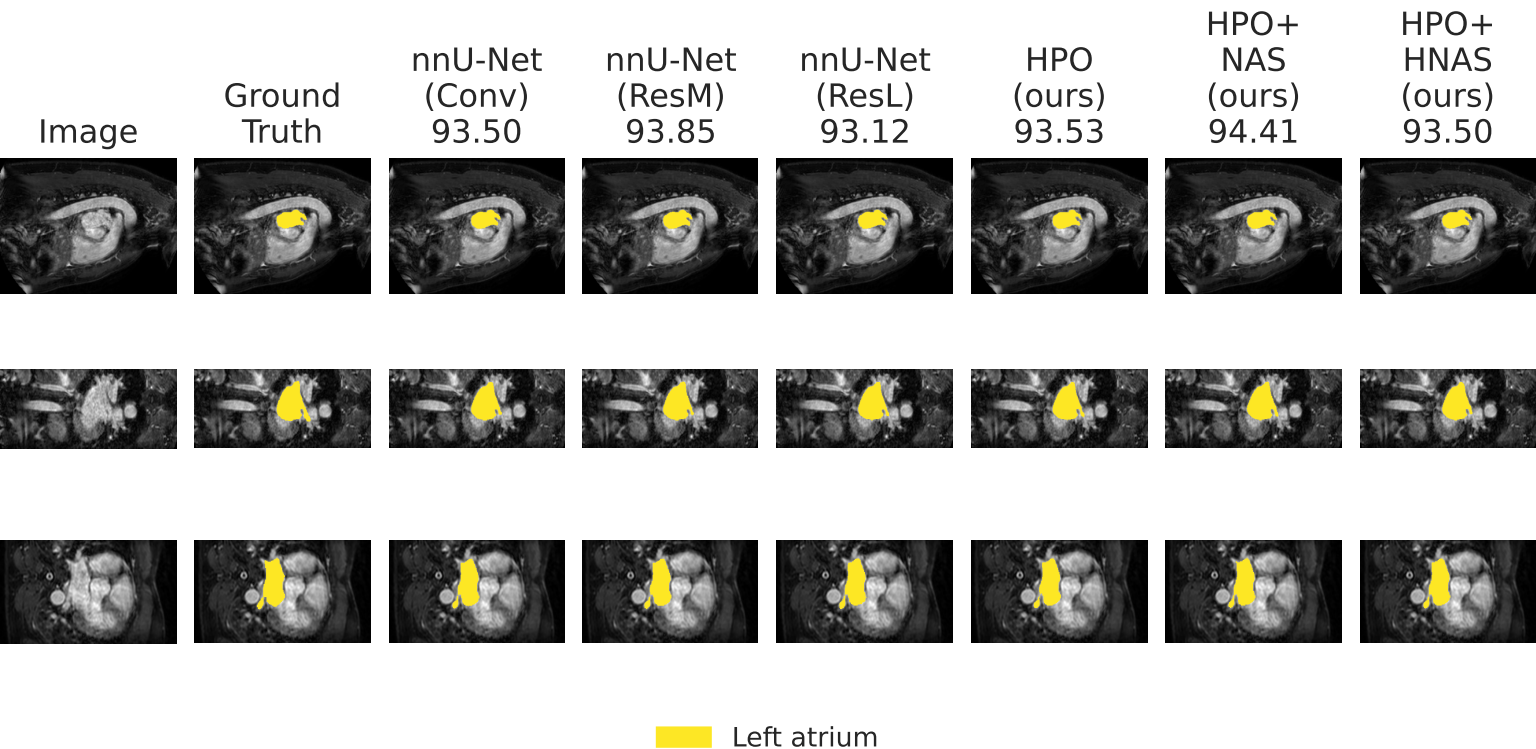 Image
Ground
Truth
nnU-Net
(Conv)
93.50
nnU-Net
(ResM)
93.85
nnU-Net
(ResL)
93.12
HPO
(ours)
93.53
HPO+
NAS
(ours)
94.41
HPO+
HNAS
(ours)
93.50
Left atrium